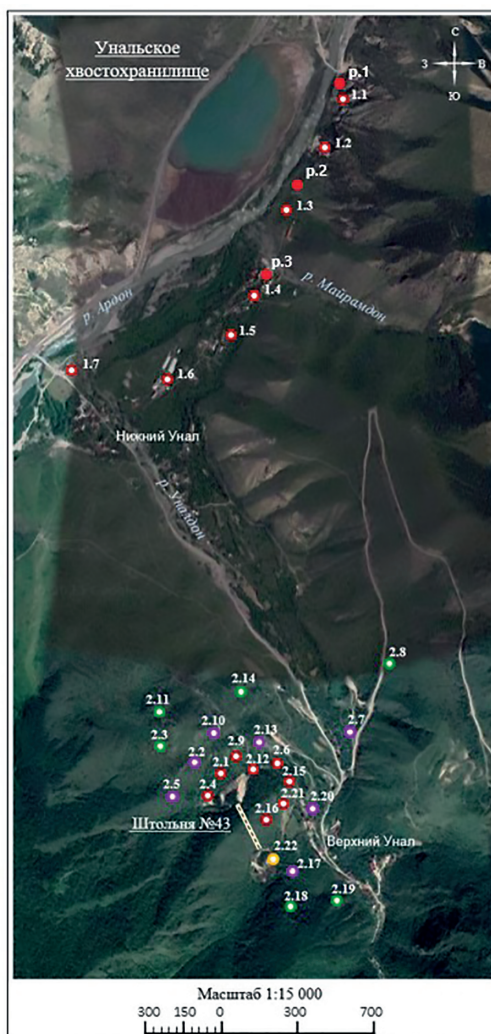 Унальское
хвостохранилище
С
З В
Ю
р.1
1.1
1.2
р.2
1.3
р.3
р. Майрамдон
р. Ардон
1.4
1.5
1.7
1.6
Нижний Унал
р. Уналдон
2.8
2.14
2.11
2.10
2.13
2.7
2.3
2.9
2.2
2.6
2.1
2.12
2.15
2.5
2.4
2.21
2.20
2.16
Штольня №43
Верхний Унал
2.22
2.17
2.18
2.19
Масштаб 1:15 000
300 150 0 300 700